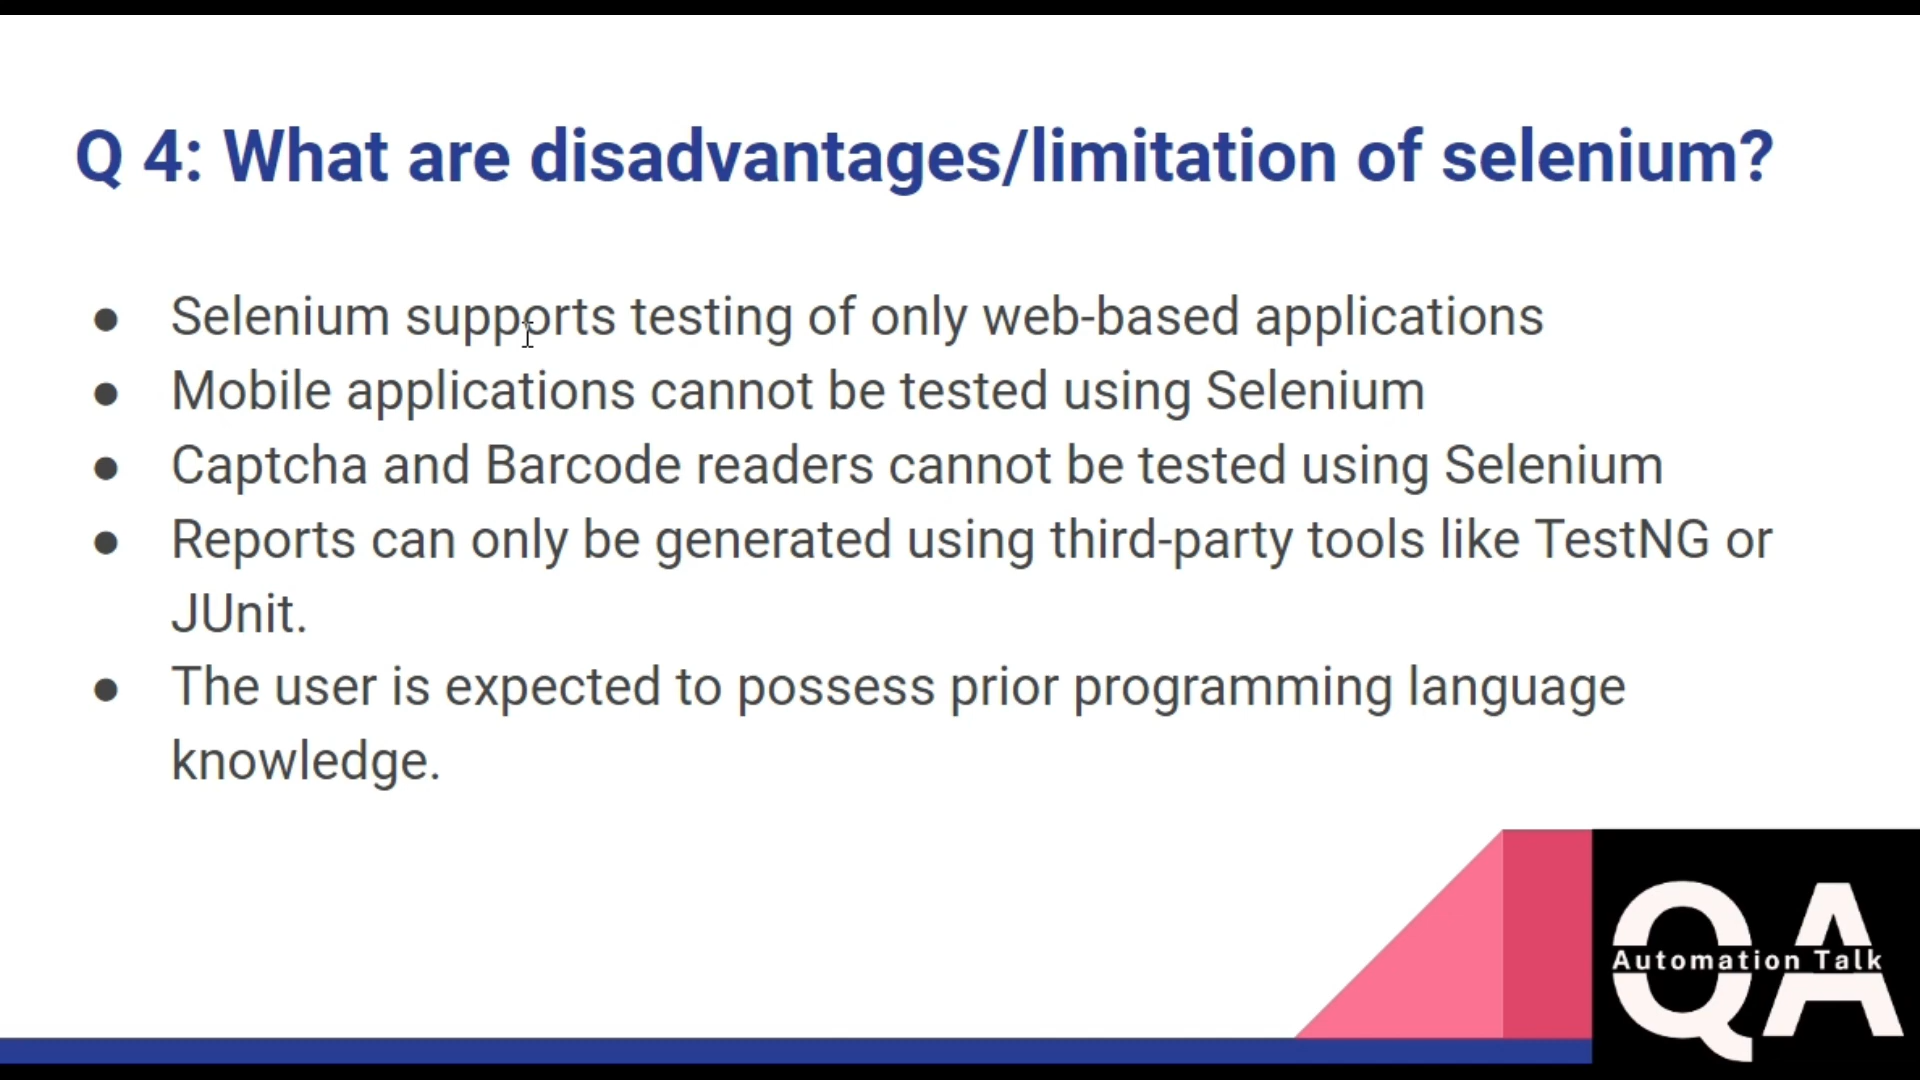 Q 4: What are disadvantages/limitation of selenium?
● Selenium supports testing of only web-based applications
● Mobile applications cannot be tested using Selenium
● Captcha and Barcode readers cannot be tested using Selenium
● Reports can only be generated using third-party tools like TestNG or
JUnit.
● The user is expected to possess prior programming language
knowledge.
QA
Automation Talk